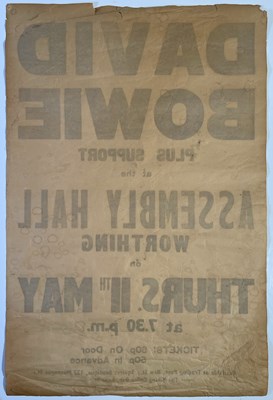 DAVID
BOWIE
PLUS SUPPORT
at the
ASSEMBLY HALL
WORTHING
on
THURS. 11TH MAY
at 7.30 p.m.
TICKETS: 60p On Door
50p In Advance